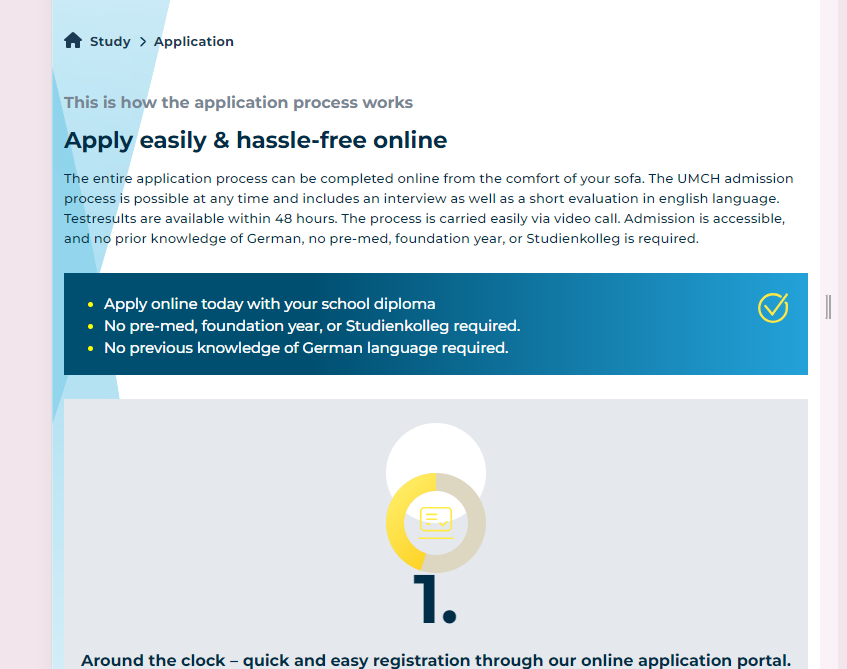 Study > Application
This is how the application process works
Apply easily & hassle-free online
The entire application process can be completed online from the comfort of your sofa. The UMCH admission
process is possible at any time and includes an interview as well as a short evaluation in english language.
Testresults are available within 48 hours. The process is carried easily via video call. Admission is accessible,
and no prior knowledge of German, no pre-med, foundation year, or Studienkolleg is required.
Apply online today with your school diploma
No pre-med, foundation year, or Studienkolleg required.
No previous knowledge of German language required.
1.
Around the clock – quick and easy registration through our online application portal.